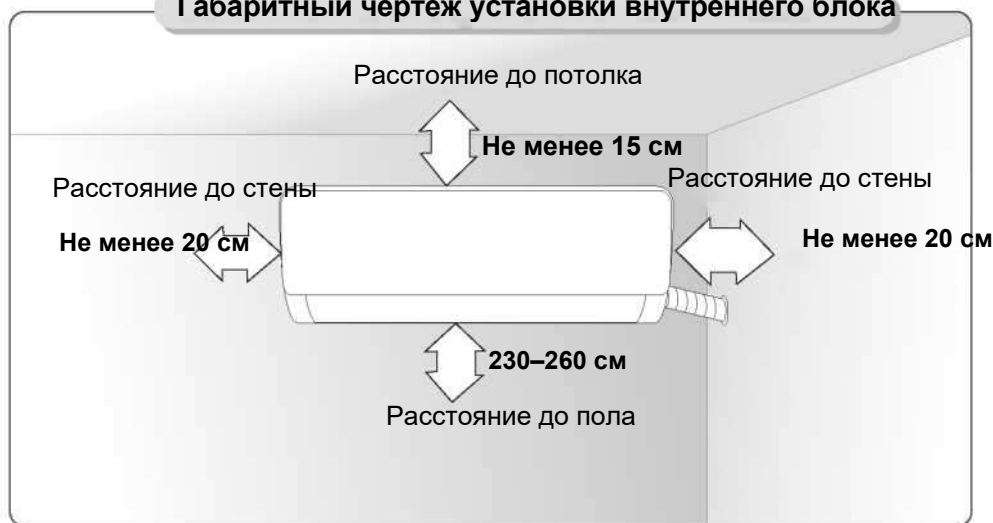 Габаритный чертеж установки внутреннего блока
Расстояние до потолка
Не менее 15 см
Расстояние до стены
Расстояние до стены
Не менее 20 см
Не менее 20 см
230–260 см
Расстояние до пола